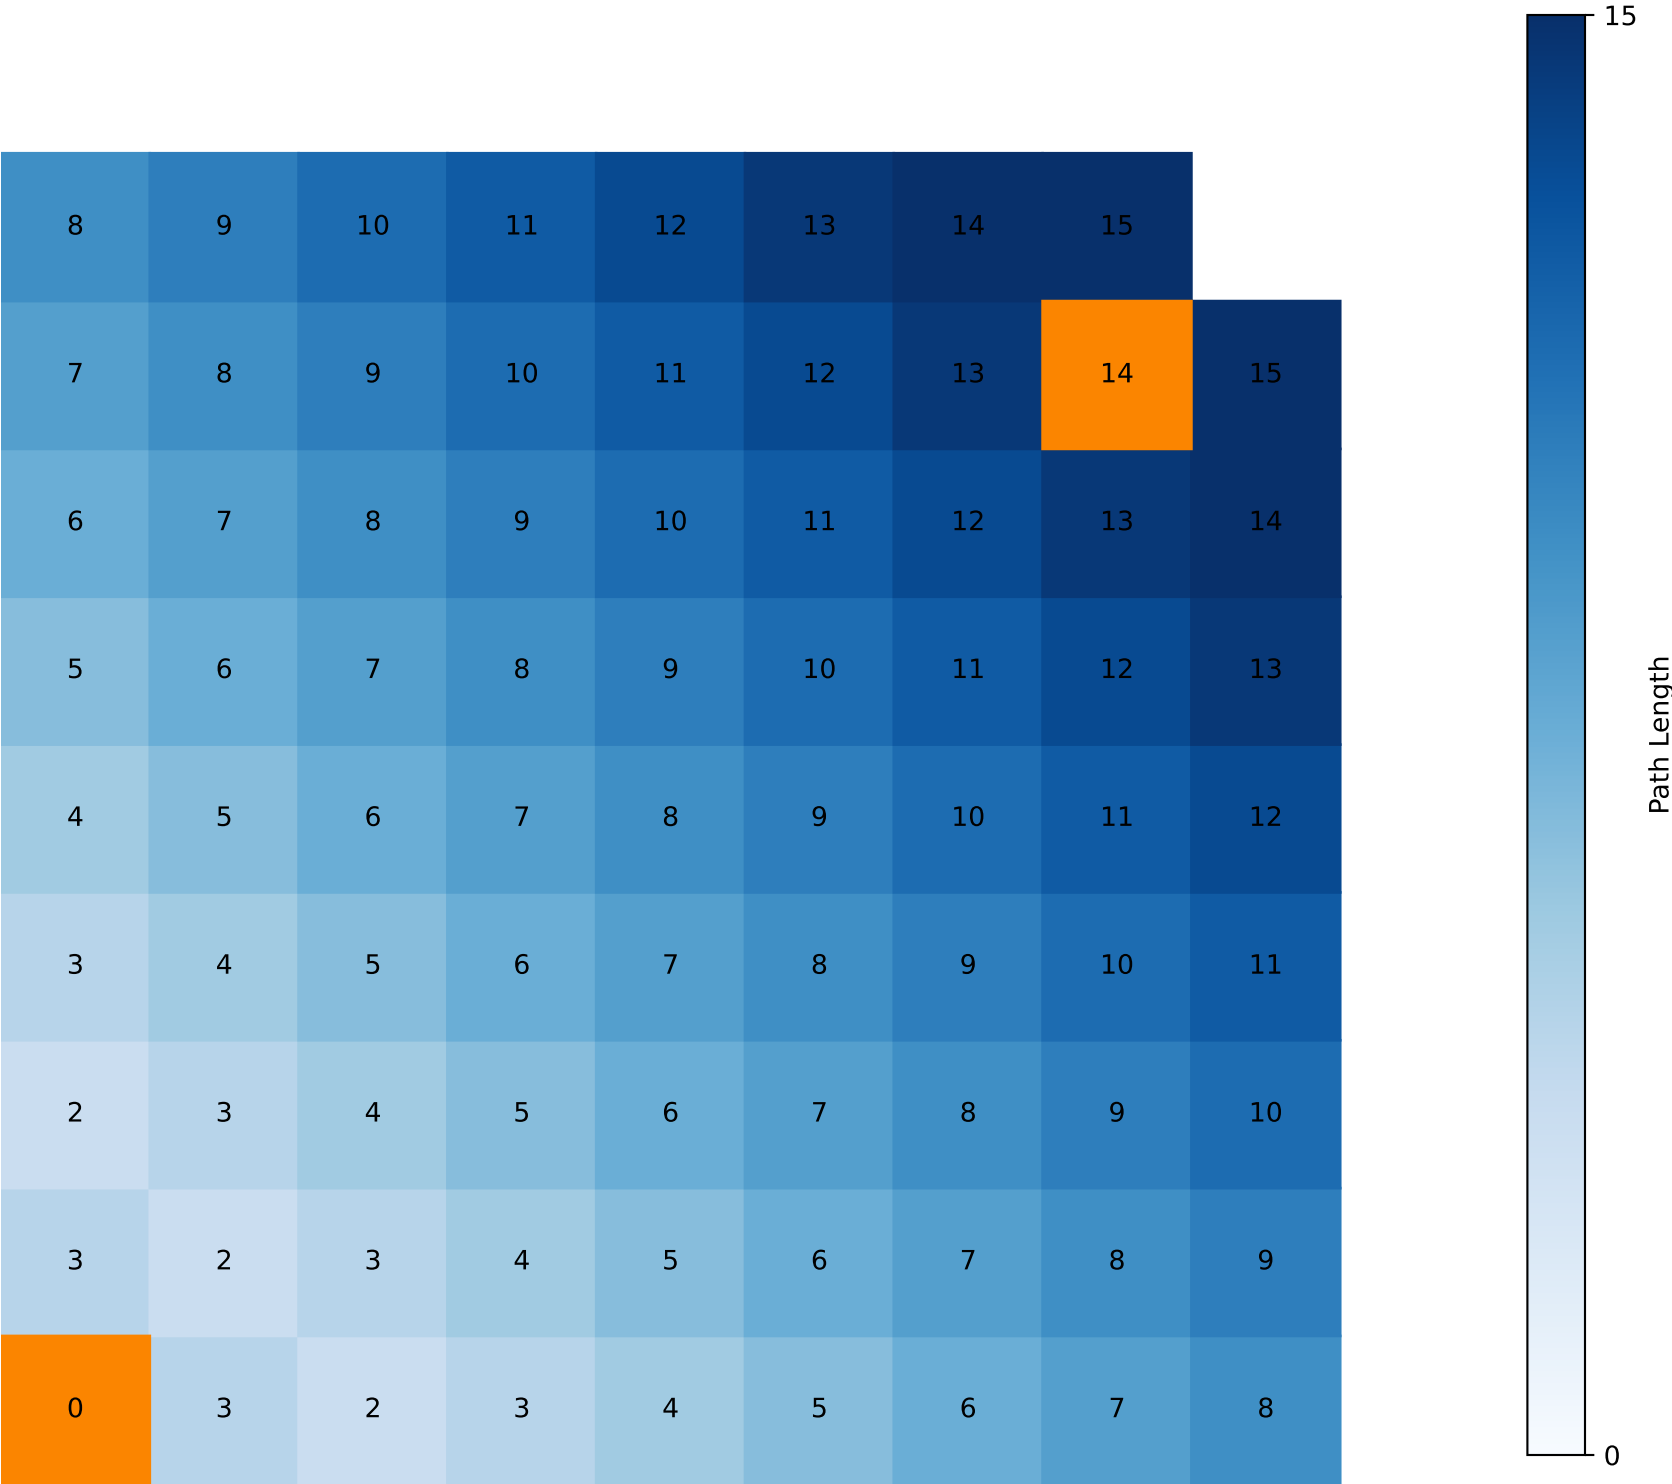 15
8 9 10 11 12 13 14 15
7 8 9 10 11 12 13 14 15
6 7 8 9 10 11 12 13 14
5 6 7 8 9 10 11 12 13
Path Length
4 5 6 7 8 9 10 11 12
3 4 5 6 7 8 9 10 11
2 3 4 5 6 7 8 9 10
3 2 3 4 5 6 7 8 9
0 3 2 3 4 5 6 7 8
0